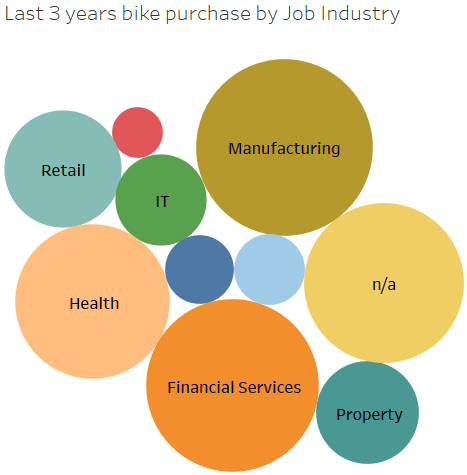 Last 3 years bike purchase by Job Industry
Manufacturing
Retail
IT
n/a
Health
Financial Services
Property